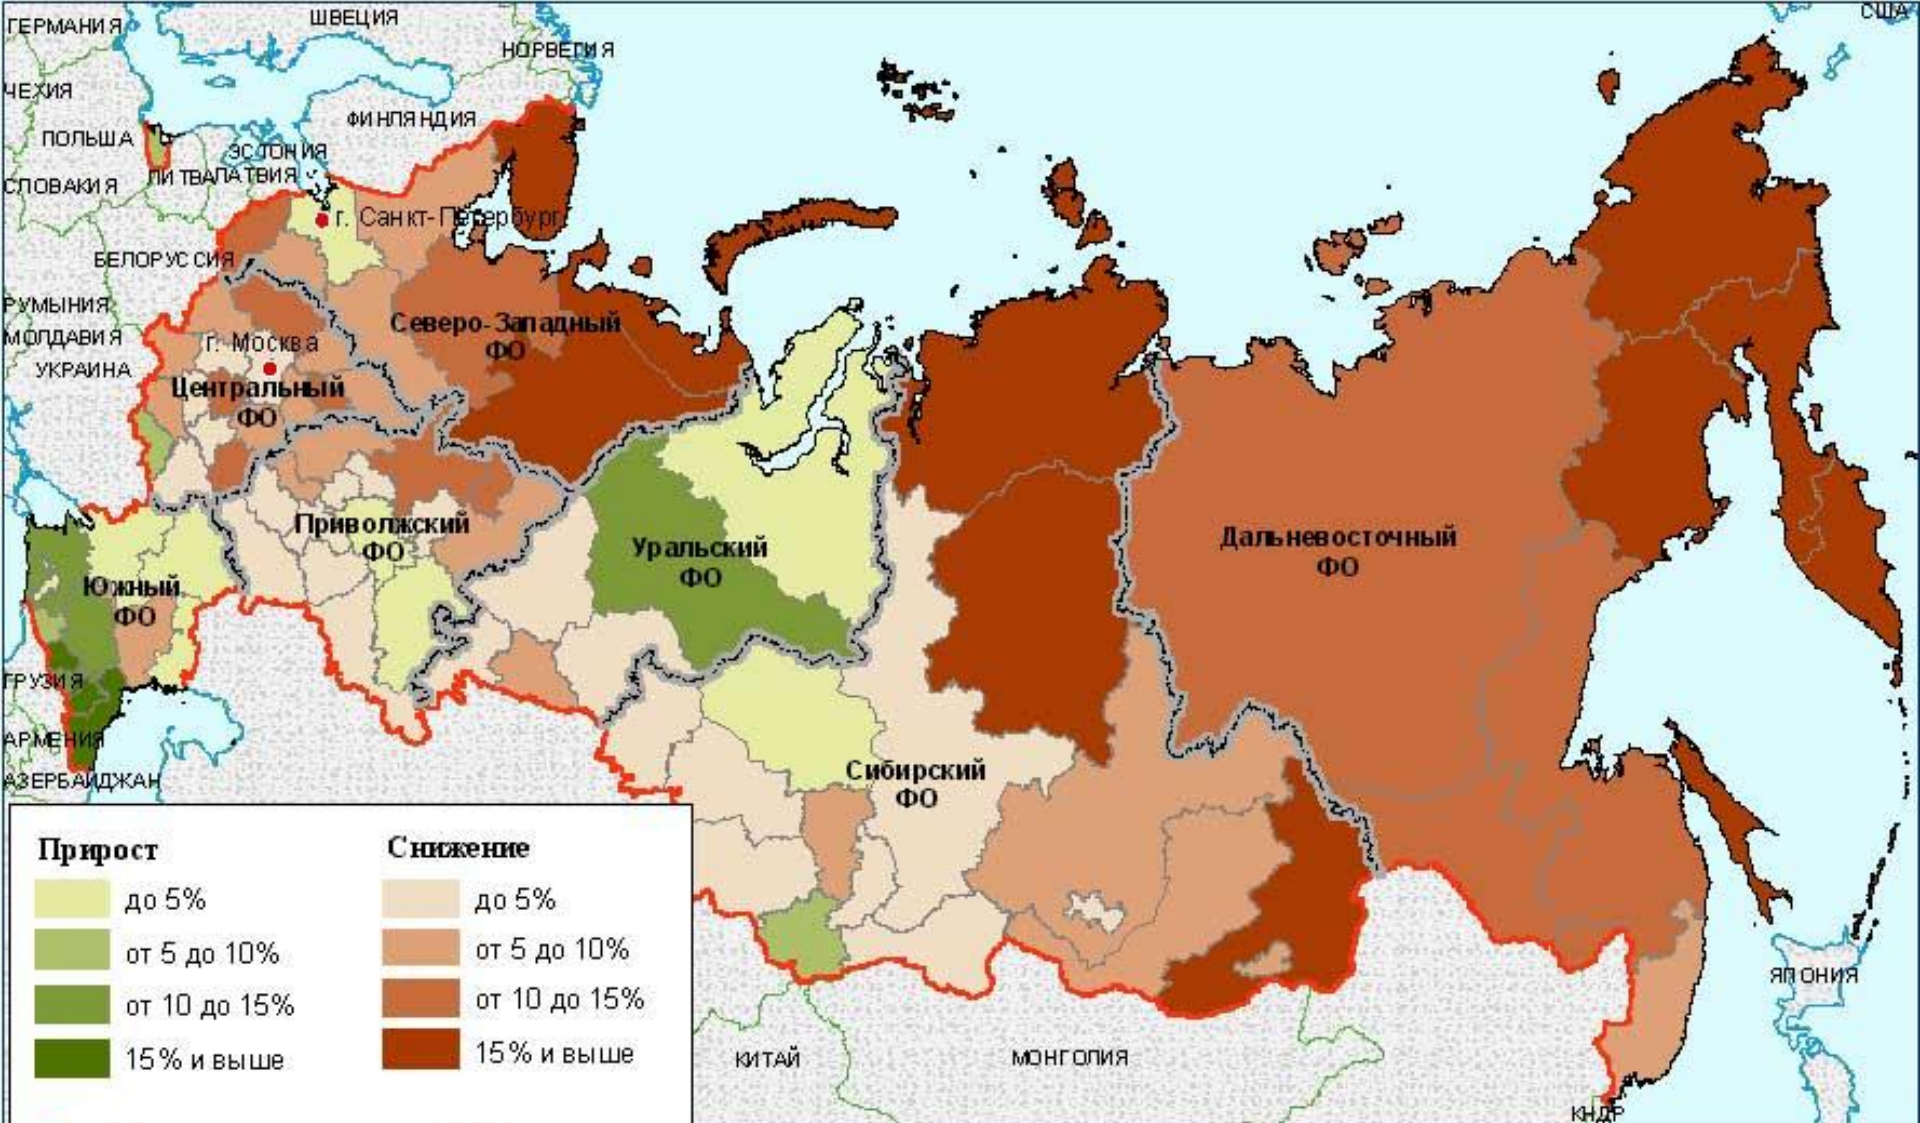 ГЕРМАНИЯ
ШВЕЦИЯ
НОРВЕГИЯ
США
ЧЕХИЯ
ПОЛЬША
ФИНЛЯНДИЯ
ЭСТОНИЯ
СЛОВАКИЯ
ЛИТВА
ЛАТВИЯ
г. Санкт-Петербург
БЕЛОРУССИЯ
РУМЫНИЯ
МОЛДАВИЯ
УКРАИНА
г. Москва
Северо-Западный
ФО
Центральный
ФО
Приволжский
ФО
Уральский
ФО
Дальневосточный
ФО
Южный
ФО
ГРУЗИЯ
АРМЕНИЯ
АЗЕРБАЙДЖАН
Сибирский
ФО
Прирост
до 5%
от 5 до 10%
от 10 до 15%
15% и выше
Снижение
до 5%
от 5 до 10%
от 10 до 15%
15% и выше
КИТАЙ
МОНГОЛИЯ
ЯПОНИЯ
КНДР